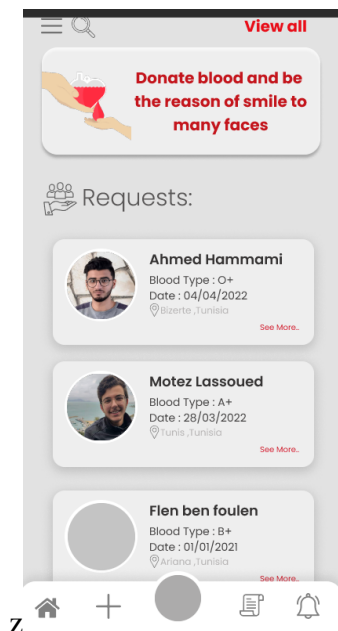 View all
Donate blood and be
the reason of smile to
many faces
Requests:
Ahmed Hammami
Blood Type : O+
Date : 04/04/2022
Bizerte ,Tunisia
See More..
Motez Lassoued
Blood Type : A+
Date : 28/03/2022
Tunis ,Tunisia
See More..
Flen ben foulen
Blood Type : B+
Date : 01/01/2021
Ariana ,Tunisia
See More..
z